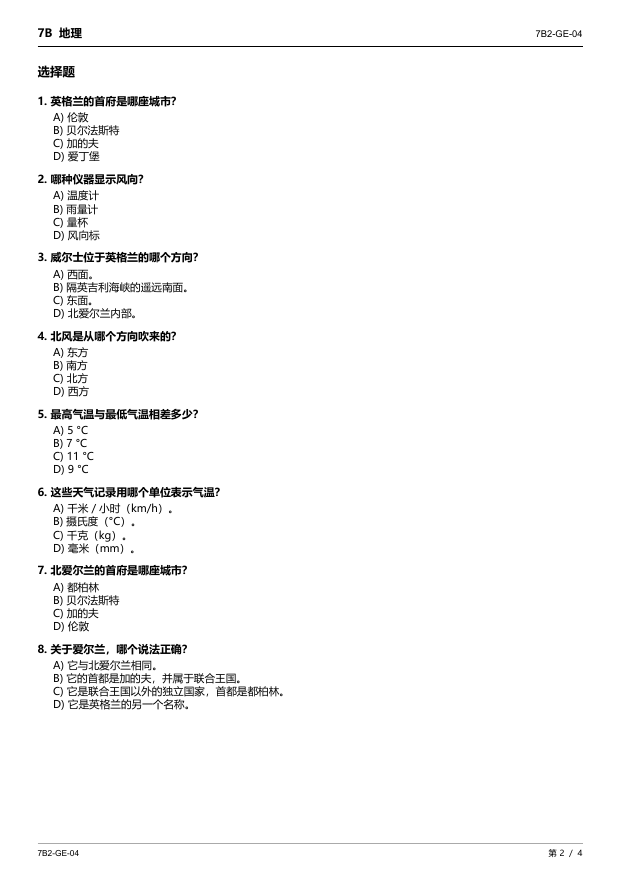 7B 地理
7B2-GE-04
选择题
1. 英格兰的首府是哪座城市?
A) 伦敦
B) 贝尔法斯特
C) 加的夫
D) 爱丁堡
2. 哪种仪器显示风向?
A) 温度计
B) 雨量计
C) 量杯
D) 风向标
3. 威尔士位于英格兰的哪个方向?
A) 西面。
B) 隔英吉利海峡的遥远南面。
C) 东面。
D) 北爱尔兰内部。
4. 北风是从哪个方向吹来的?
A) 东方
B) 南方
C) 北方
D) 西方
5. 最高气温与最低气温相差多少?
A) 5 °C
B) 7 °C
C) 11 °C
D) 9 °C
6. 这些天气记录用哪个单位表示气温?
A) 千米 / 小时（km/h）。
B) 摄氏度（°C）。
C) 千克（kg）。
D) 毫米（mm）。
7. 北爱尔兰的首府是哪座城市?
A) 都柏林
B) 贝尔法斯特
C) 加的夫
D) 伦敦
8. 关于爱尔兰，哪个说法正确?
A) 它与北爱尔兰相同。
B) 它的首都是加的夫，并属于联合王国。
C) 它是联合王国以外的独立国家，首都是都柏林。
D) 它是英格兰的另一个名称。
7B2-GE-04
第 2 / 4